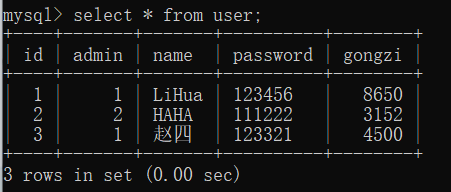 mysql> select * from user;
+----+-------+-------+----------+--------+
| id | admin | name | password | gongzi |
+----+-------+-------+----------+--------+
| 1 | 1 | LiHua | 123456 | 8650 |
| 2 | 2 | HAHA | 111222 | 3152 |
| 3 | 1 | 赵四 | 123321 | 4500 |
+----+-------+-------+----------+--------+
3 rows in set (0.00 sec)